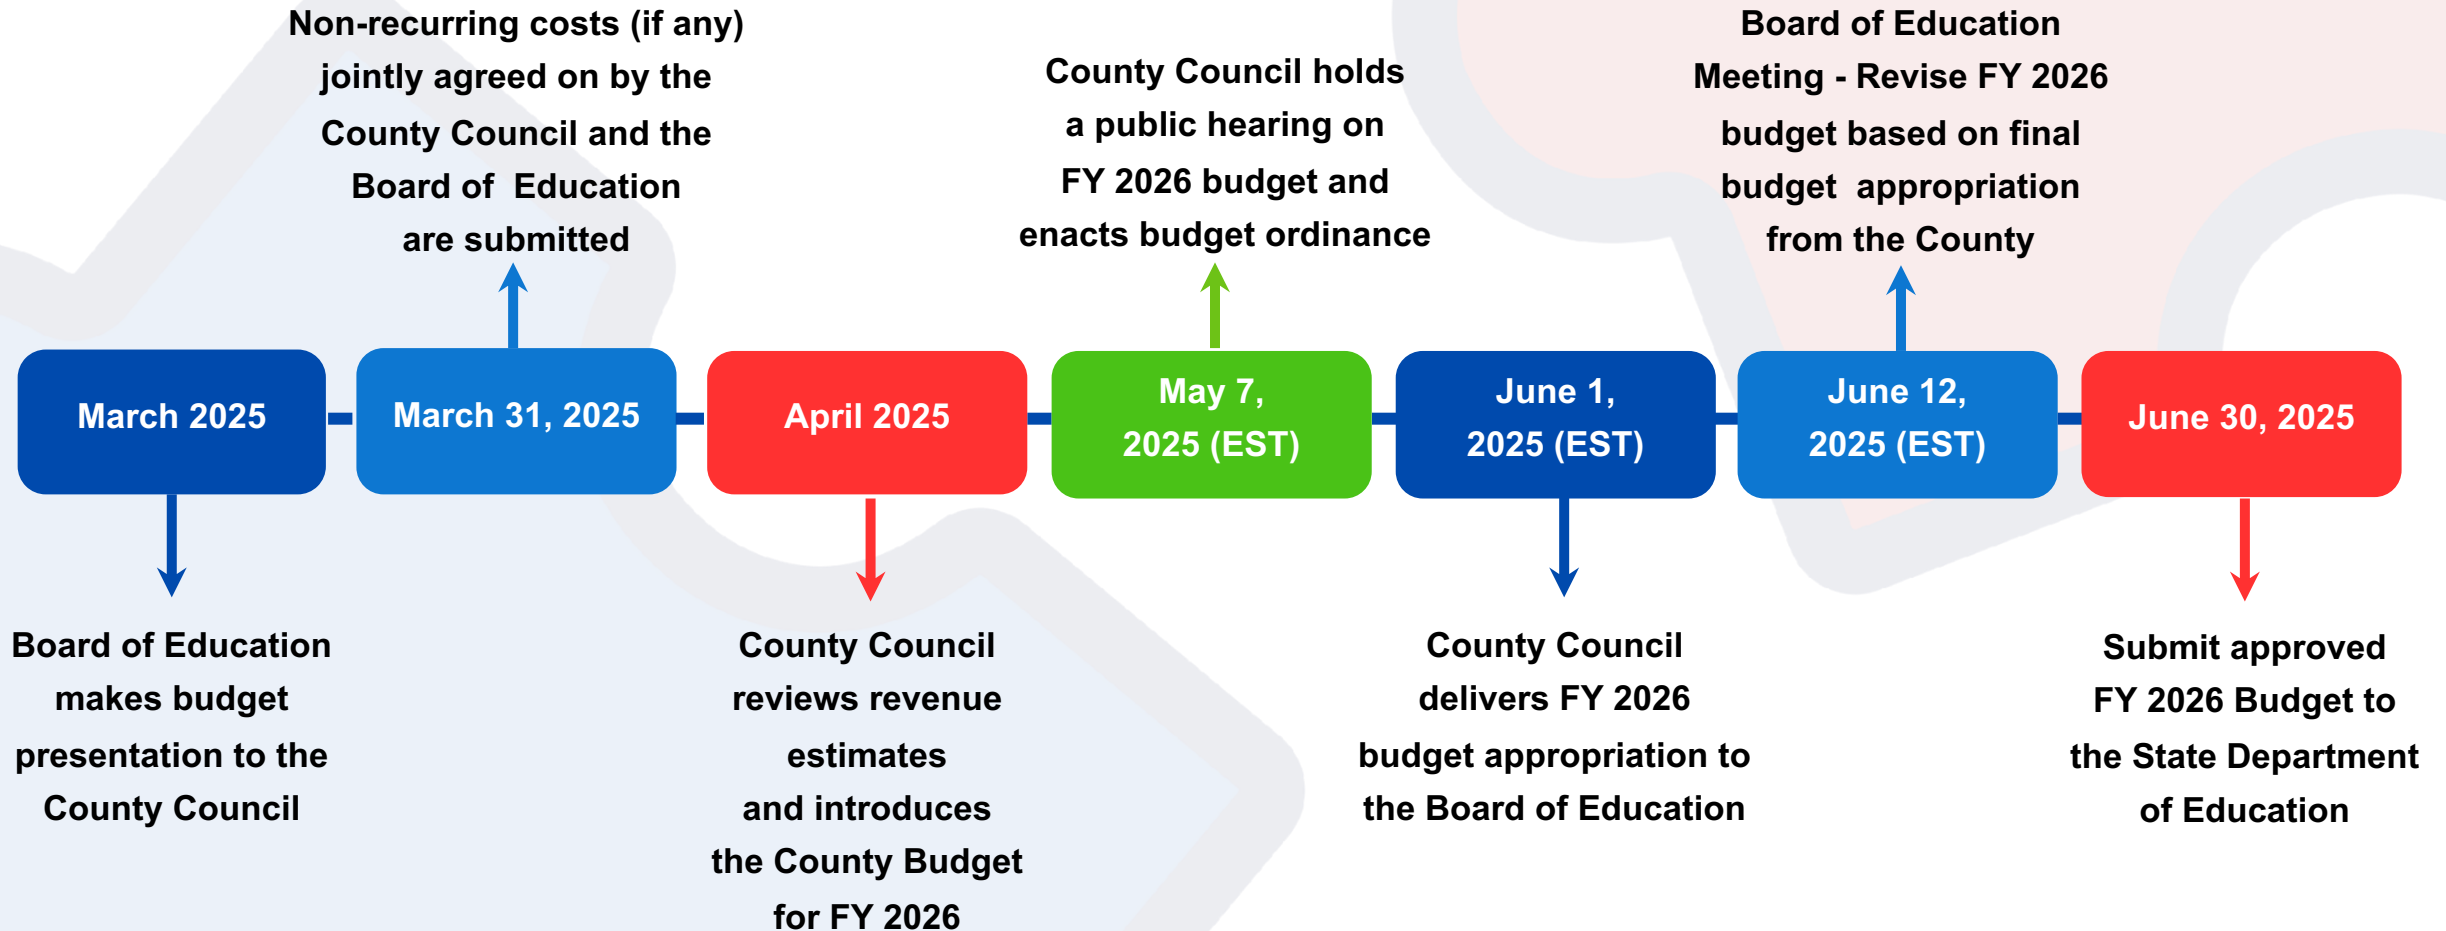 Non-recurring costs (if any)
jointly agreed on by the
County Council and the
Board of  Education
are submitted
County Council holds
a public hearing on
FY 2026 budget and
enacts budget ordinance
Board of Education
Meeting - Revise FY 2026
budget based on final
budget  appropriation
from the County
March 2025
March 31, 2025
April 2025
May 7,
2025 (EST)
June 1,
2025 (EST)
June 12,
2025 (EST)
June 30, 2025
Board of Education
makes budget
presentation to the
County Council
County Council
reviews revenue
estimates
and introduces
the County Budget
for FY 2026
County Council
delivers FY 2026
budget appropriation to
the Board of Education
Submit approved
FY 2026 Budget to
the State Department
of Education